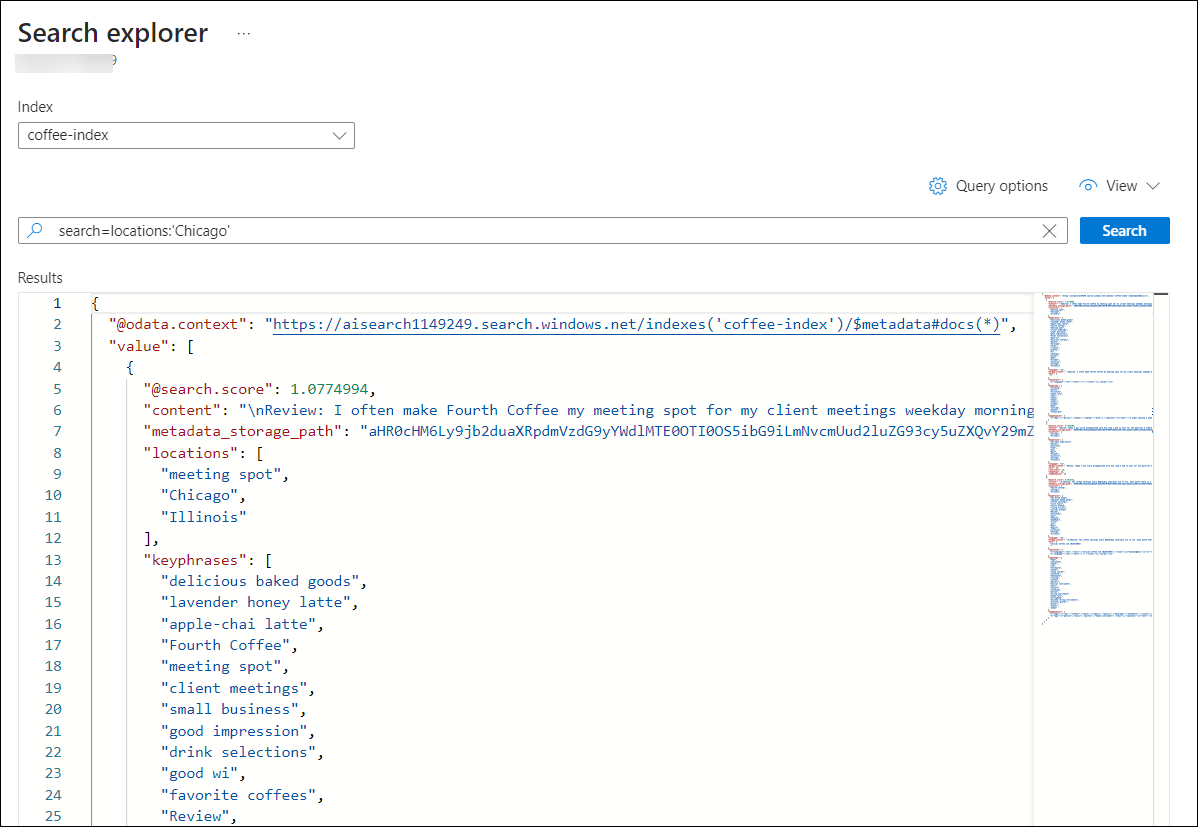 Search explorer ...
9
Index
coffee-index
Query options View
search=locations:'Chicago'
Search
Results
1 {
2 "@odata.context": "https://aisearch1149249.search.windows.net/indexes('coffee-index')/$metadata#docs(*)",
3 "value": [
4 {
5 "@search.score": 1.0774994,
6 "content": "\nReview: I often make Fourth Coffee my meeting spot for my client meetings weekday morning
7 "metadata_storage_path": "aHR0cHM6Ly9jb2duaXRpdmVzdG9yYWdlMTE0OTI0OS5ibG9iLmNvcmUud2luZG93cy5uZXQvY29mZ
8 "locations": [
9 "meeting spot",
10 "Chicago",
11 "Illinois"
12 ],
13 "keyphrases": [
14 "delicious baked goods",
15 "lavender honey latte",
16 "apple-chai latte",
17 "Fourth Coffee",
18 "meeting spot",
19 "client meetings",
20 "small business",
21 "good impression",
22 "drink selections",
23 "good wi",
24 "favorite coffees",
25 "Review",